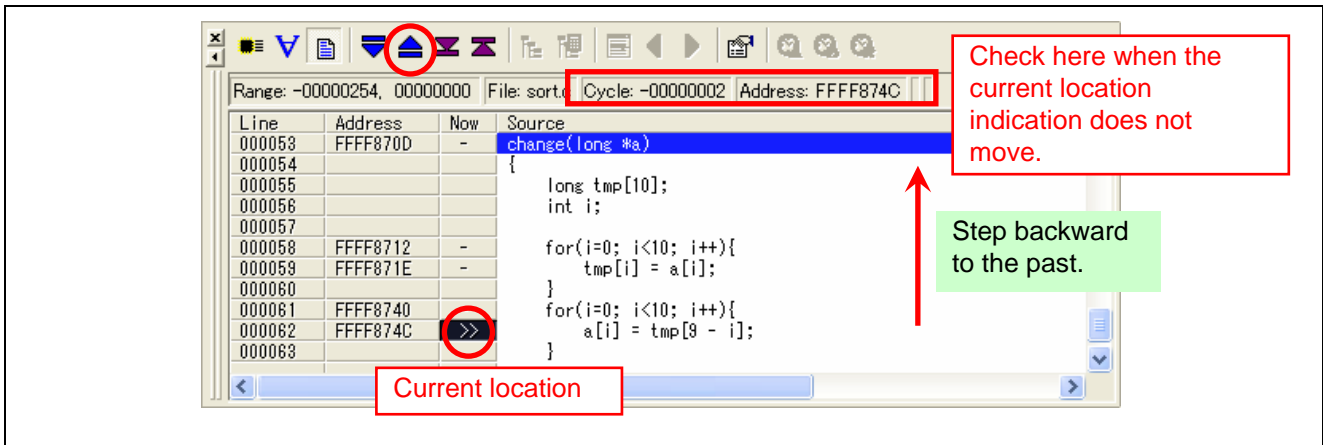 Check here when the
current location
indication does not
move.
Range: -00000254, 00000000 File: sort.c Cycle: -00000002 Address: FFFF874C
Line Address Now Source
000053 FFFF870D - change(long *a)
000054 {
000055 long tmp[10];
000056 int i;
000057
000058 FFFF8712 - for(i=0; i<10; i++){
000059 FFFF871E - tmp[i] = a[i];
000060 }
000061 FFFF8740 for(i=0; i<10; i++){
000062 FFFF874C >> a[i] = tmp[9 - i];
000063 }
Step backward
to the past.
Current location